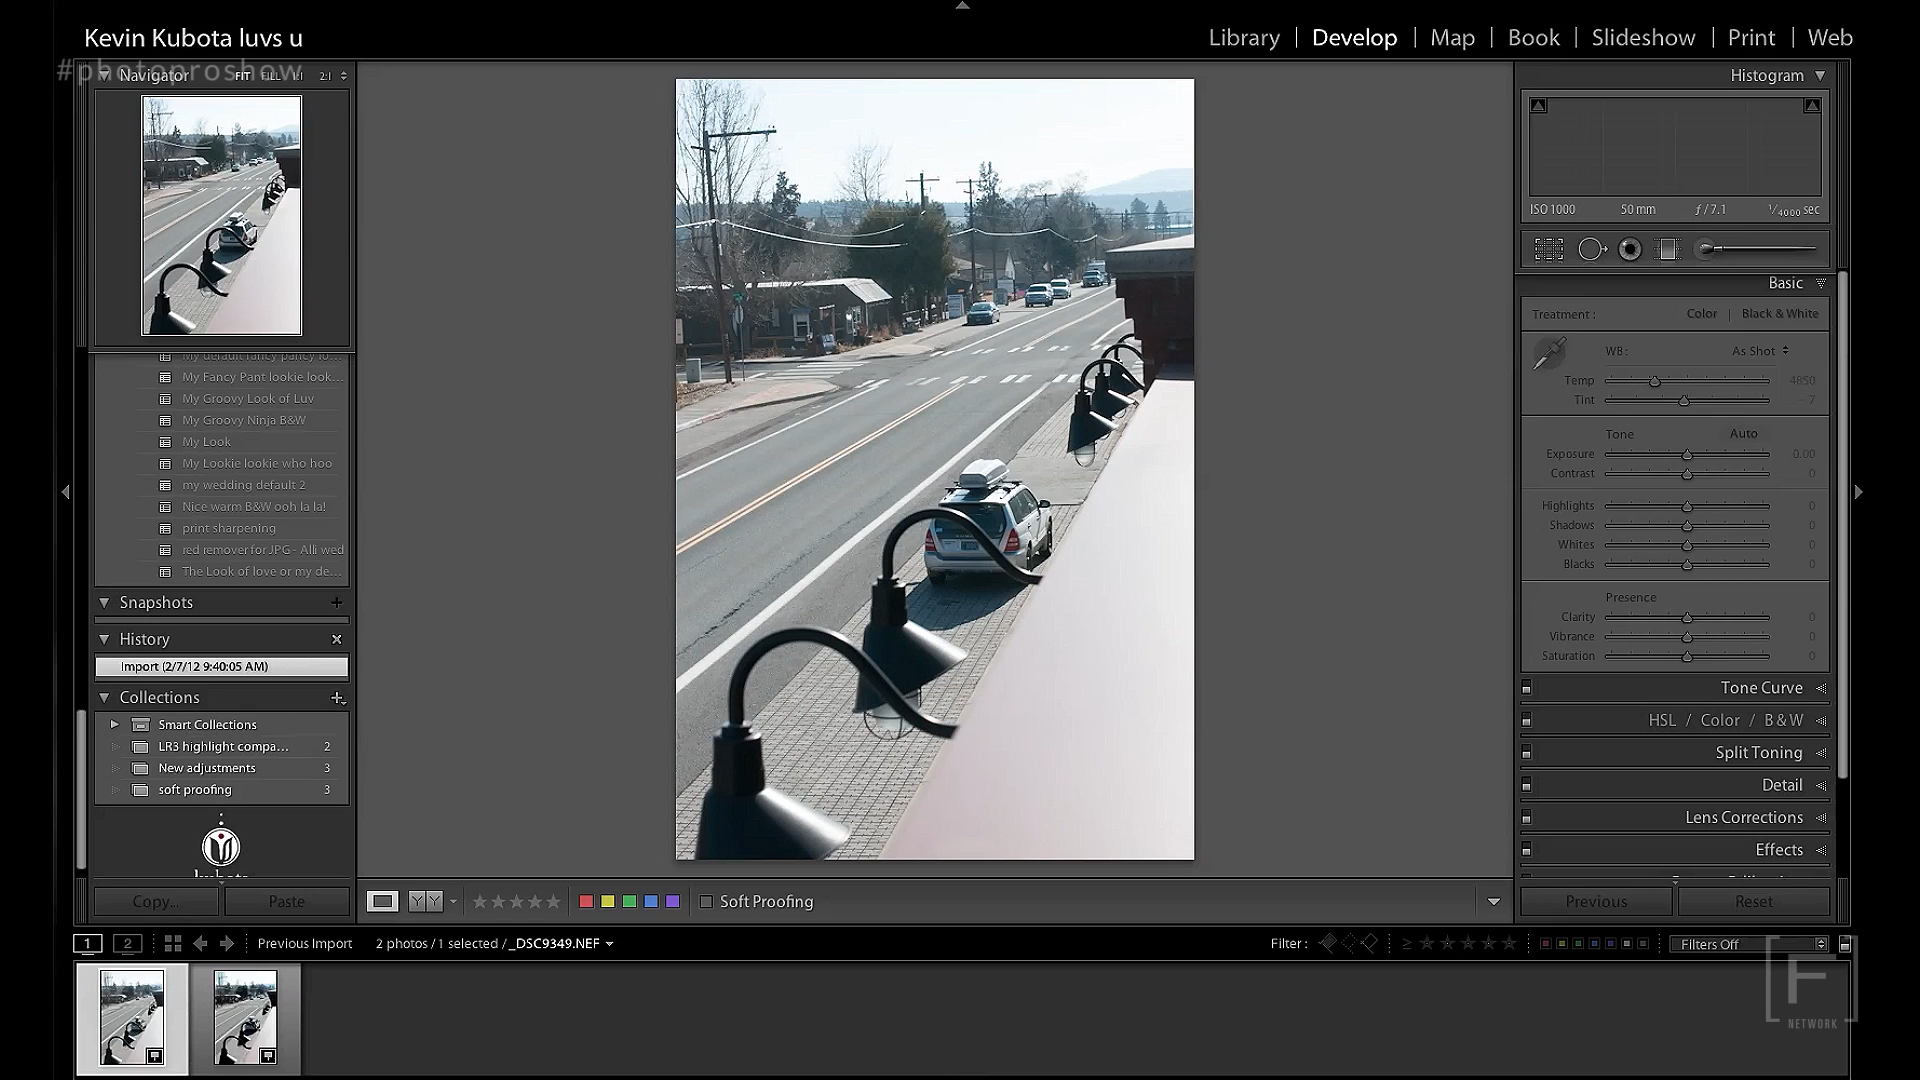 Kevin Kubota luvs u
Library | Develop | Map | Book | Slideshow | Print | Web
#photoproshow
Navigator FIT FILL 1:1 2:1
Histogram
ISO 1000 50 mm ƒ / 7.1 1/4000 sec
Basic
Treatment : Color | Black & White
WB: As Shot
Temp 4850
Tint - 7
Tone Auto
Exposure 0.00
Contrast 0
Highlights 0
Shadows 0
Whites 0
Blacks 0
Presence
Clarity 0
Vibrance 0
Saturation 0
Tone Curve
HSL / Color / B & W
Split Toning
Detail
Lens Corrections
Effects
Previous Reset
My default fancy pancy lo...
My Fancy Pant lookie look...
My Groovy Look of Luv
My Groovy Ninja B&W
My Look
My Lookie lookie who hoo
my wedding default 2
Nice warm B&W ooh la la!
print sharpening
red remover for JPG - Alli wed
The Look of love or my de...
Snapshots +
History ×
Import (2/7/12 9:40:05 AM)
Collections +
Smart Collections
LR3 highlight compa... 2
New adjustments 3
soft proofing 3
Copy... Paste
Soft Proofing
1 2 Previous Import 2 photos / 1 selected / _DSC9349.NEF
Filter : ≥ Filters Off
F
NETWORK